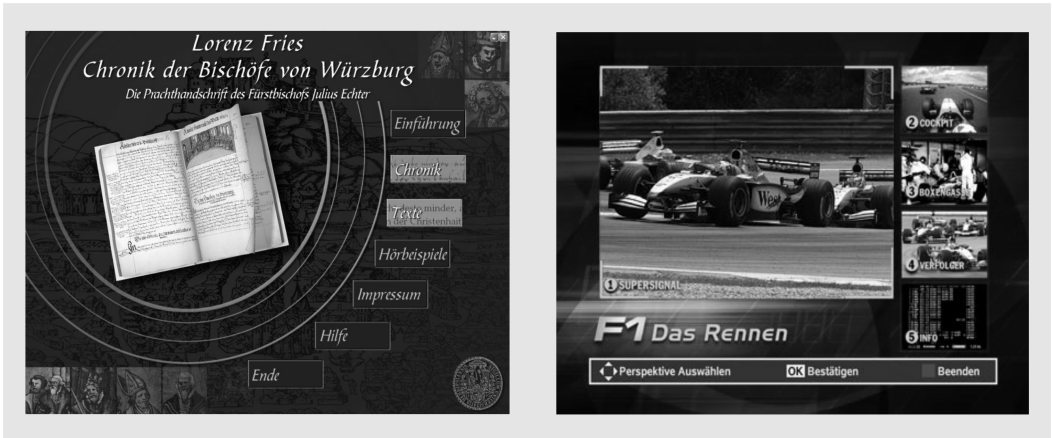 Lorenz Fries
Chronik der Bischöfe von Würzburg
Die Prachthandschrift des Fürstbischofs Julius Echter
Einführung
Chronik
Texte
Hörbeispiele
Impressum
Hilfe
Ende
West
1 SUPERSIGNAL
2 COCKPIT
3 BOXENGASSE
4 VERFOLGER
5 INFO
F1 Das Rennen
Perspektive Auswählen OK Bestätigen Beenden